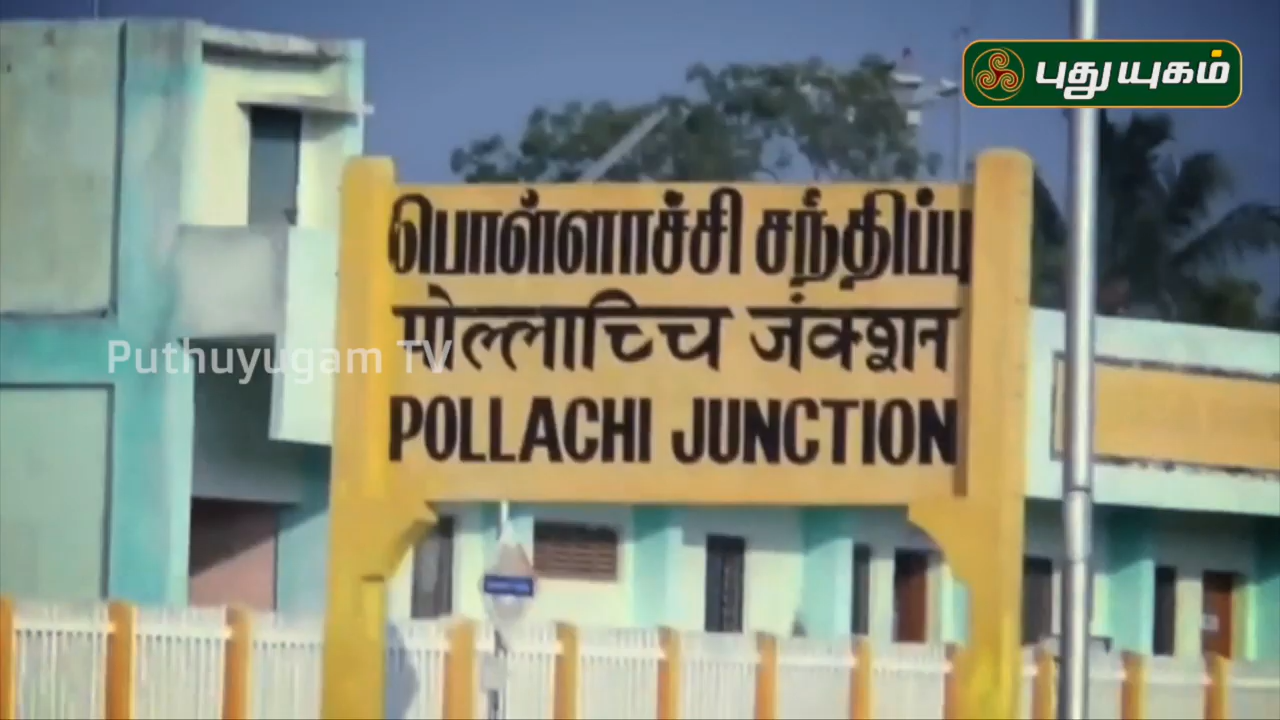 புதுயுகம்
பொள்ளாச்சி சந்திப்பு
पोल्लाच्चि जंक्शन
Puthuyugam TV
POLLACHI JUNCTION